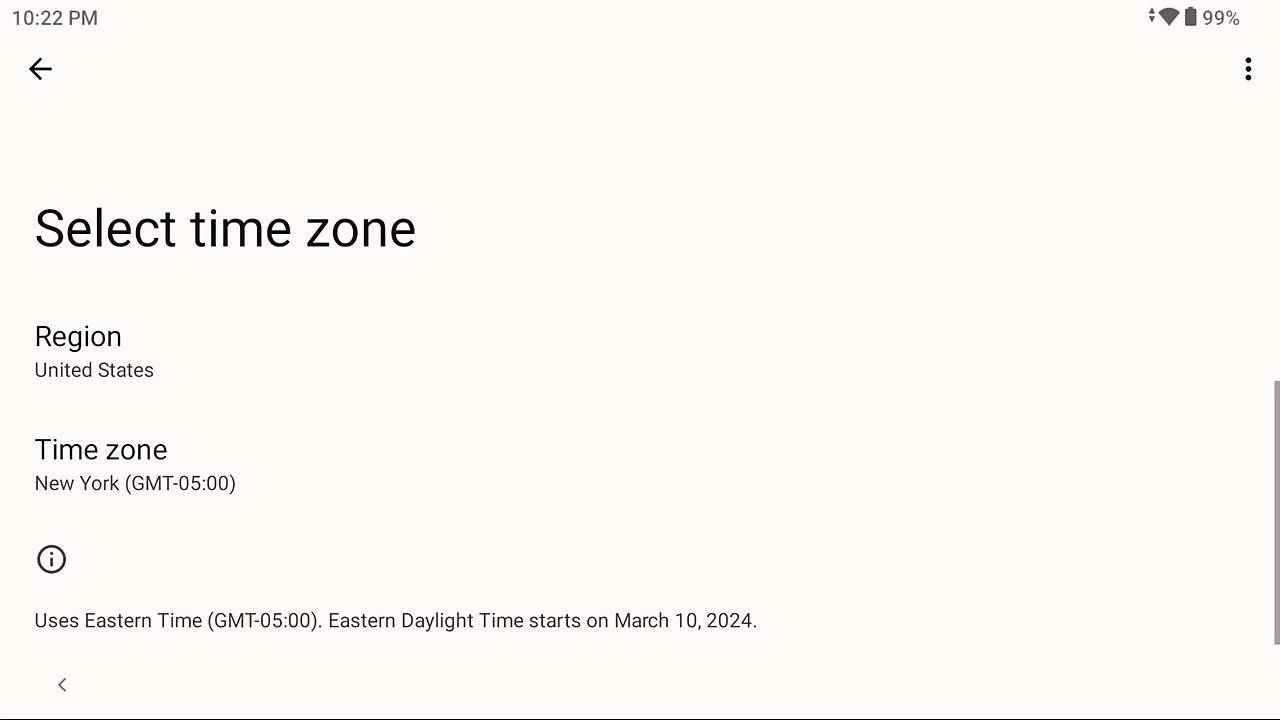 10:22 PM
99%
Select time zone
Region
United States
Time zone
New York (GMT-05:00)
Uses Eastern Time (GMT-05:00). Eastern Daylight Time starts on March 10, 2024.